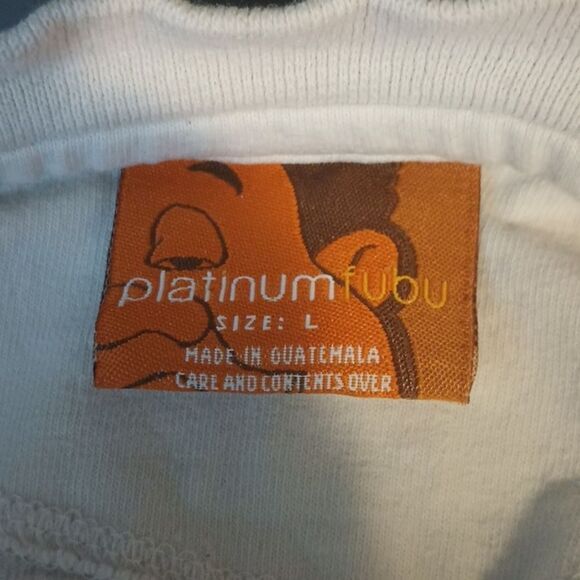 platinumfubu
SIZE: L
MADE IN GUATEMALA
CARE AND CONTENTS OVER